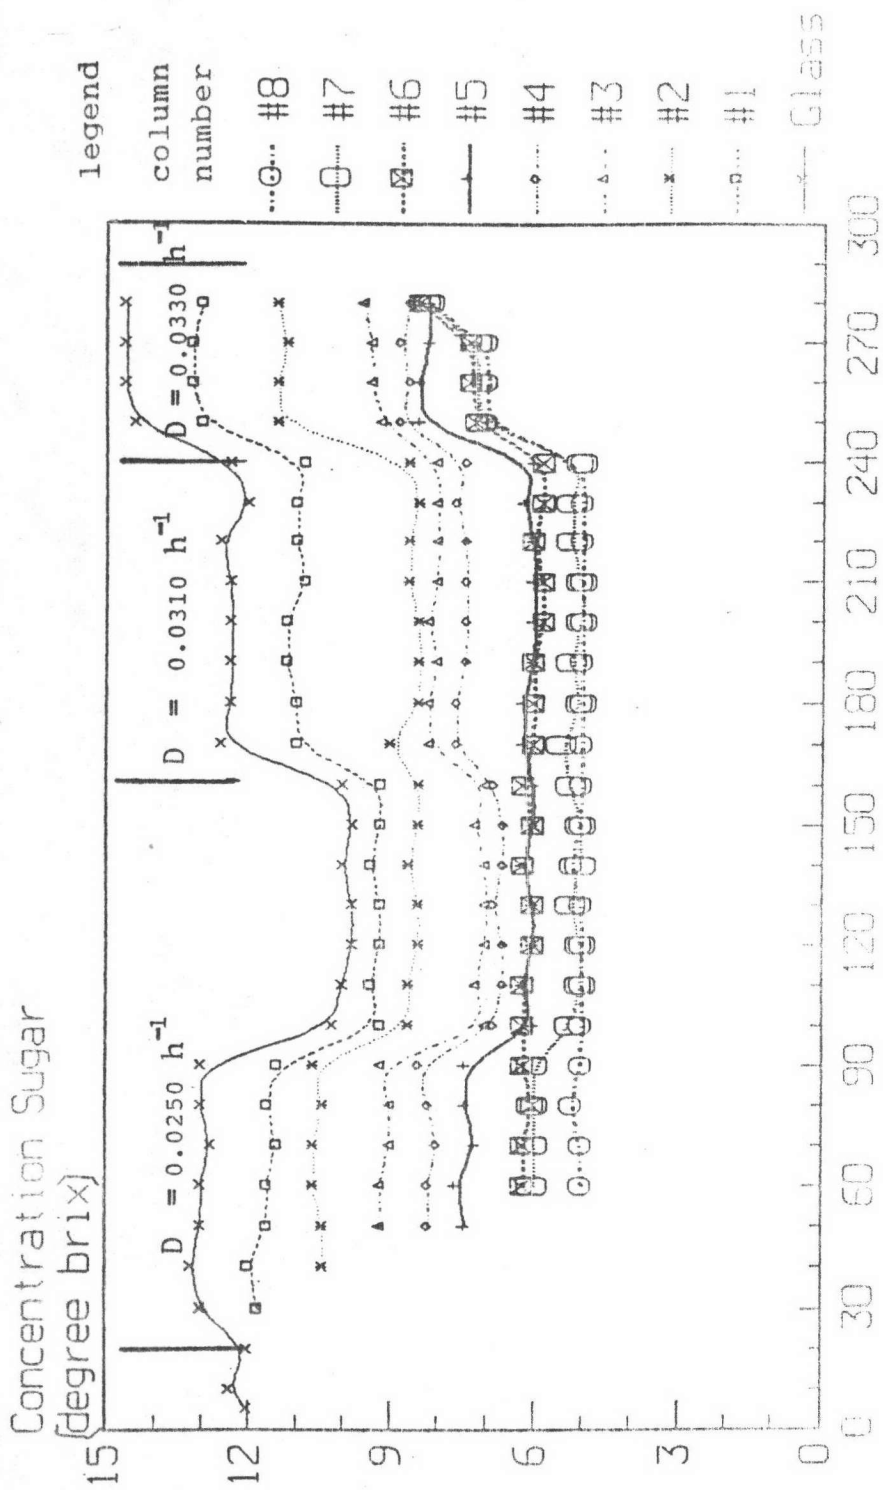 Concentration Sugar
(degree brix)
15
12
9
6
3
0
0
30
60
90
120
150
180
210
240
270
300
D = 0.0250 h⁻¹
D = 0.0310 h⁻¹
D = 0.0330 h⁻¹
legend
column
number
#8
#7
#6
#5
#4
#3
#2
#1
Glass